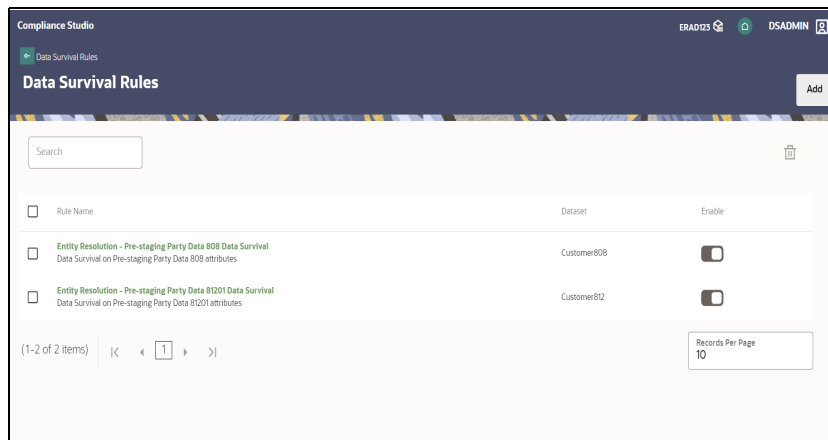 Compliance Studio
ERAD123
DSADMIN
Data Survival Rules
Data Survival Rules
Add
Search
Rule Name Dataset Enable
Entity Resolution - Pre-staging Party Data 808 Data Survival
Data Survival on Pre-staging Party Data 808 attributes
Customer808
Entity Resolution - Pre-staging Party Data 81201 Data Survival
Data Survival on Pre-staging Party Data 81201 attributes
Customer812
(1-2 of 2 items) 1
Records Per Page
10